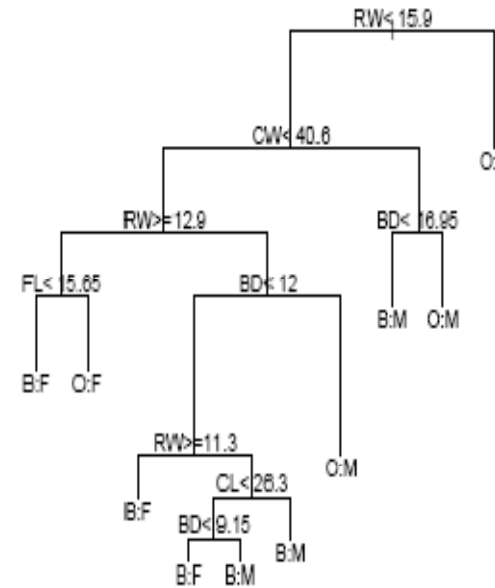 RW< 15.9
CW< 40.6
O:
RW>=12.9
BD< 16.95
FL< 15.65
BD< 12
B:M
O:M
B:F
O:F
RW>=11.3
O:M
CL< 26.3
B:F
BD< 9.15
B:M
B:F
B:M